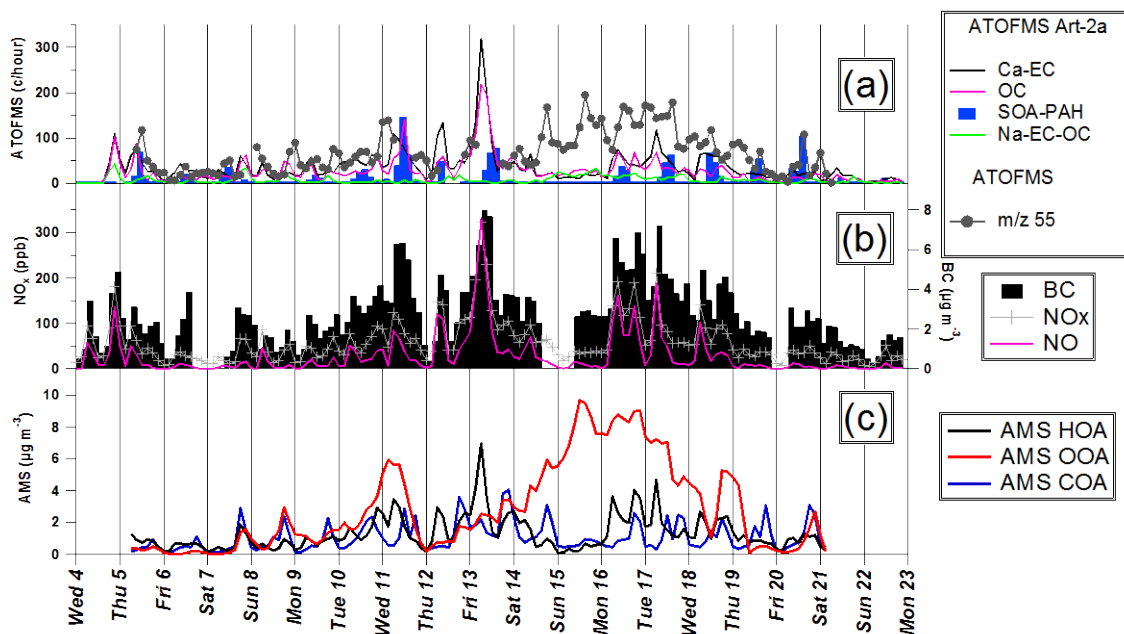 ATOFMS (c/hour)
300
200
100
0
(a)
ATOFMS Art-2a
Ca-EC
OC
SOA-PAH
Na-EC-OC
ATOFMS
m/z 55
NOx (ppb)
300
200
100
0
(b)
8
6
4
2
0
BC (µg m-3)
BC
NOx
NO
AMS (µg m-3)
10
8
6
4
2
0
(c)
AMS HOA
AMS OOA
AMS COA
Wed 4
Thu 5
Fri 6
Sat 7
Sun 8
Mon 9
Tue 10
Wed 11
Thu 12
Fri 13
Sat 14
Sun 15
Mon 16
Tue 17
Wed 18
Thu 19
Fri 20
Sat 21
Sun 22
Mon 23